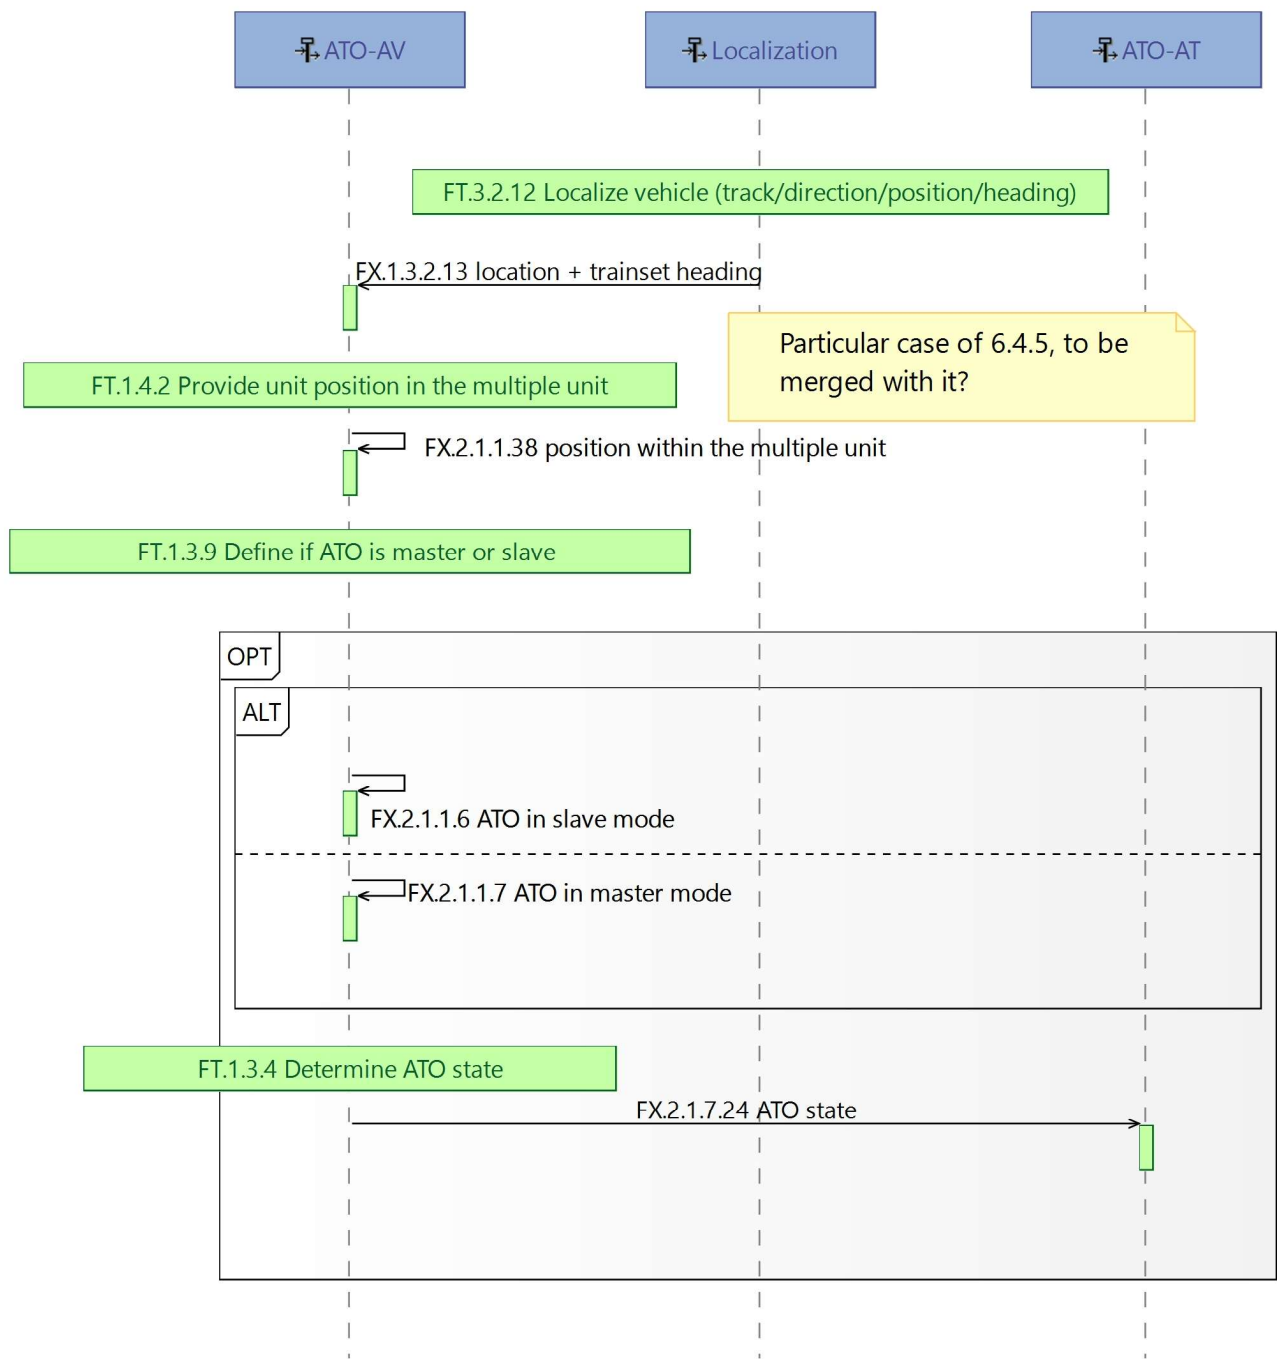 ATO-AV
Localization
ATO-AT
FT.3.2.12 Localize vehicle (track/direction/position/heading)
FX.1.3.2.13 location + trainset heading
Particular case of 6.4.5, to be
merged with it?
FT.1.4.2 Provide unit position in the multiple unit
FX.2.1.1.38 position within the multiple unit
FT.1.3.9 Define if ATO is master or slave
OPT
ALT
FX.2.1.1.6 ATO in slave mode
FX.2.1.1.7 ATO in master mode
FT.1.3.4 Determine ATO state
FX.2.1.7.24 ATO state